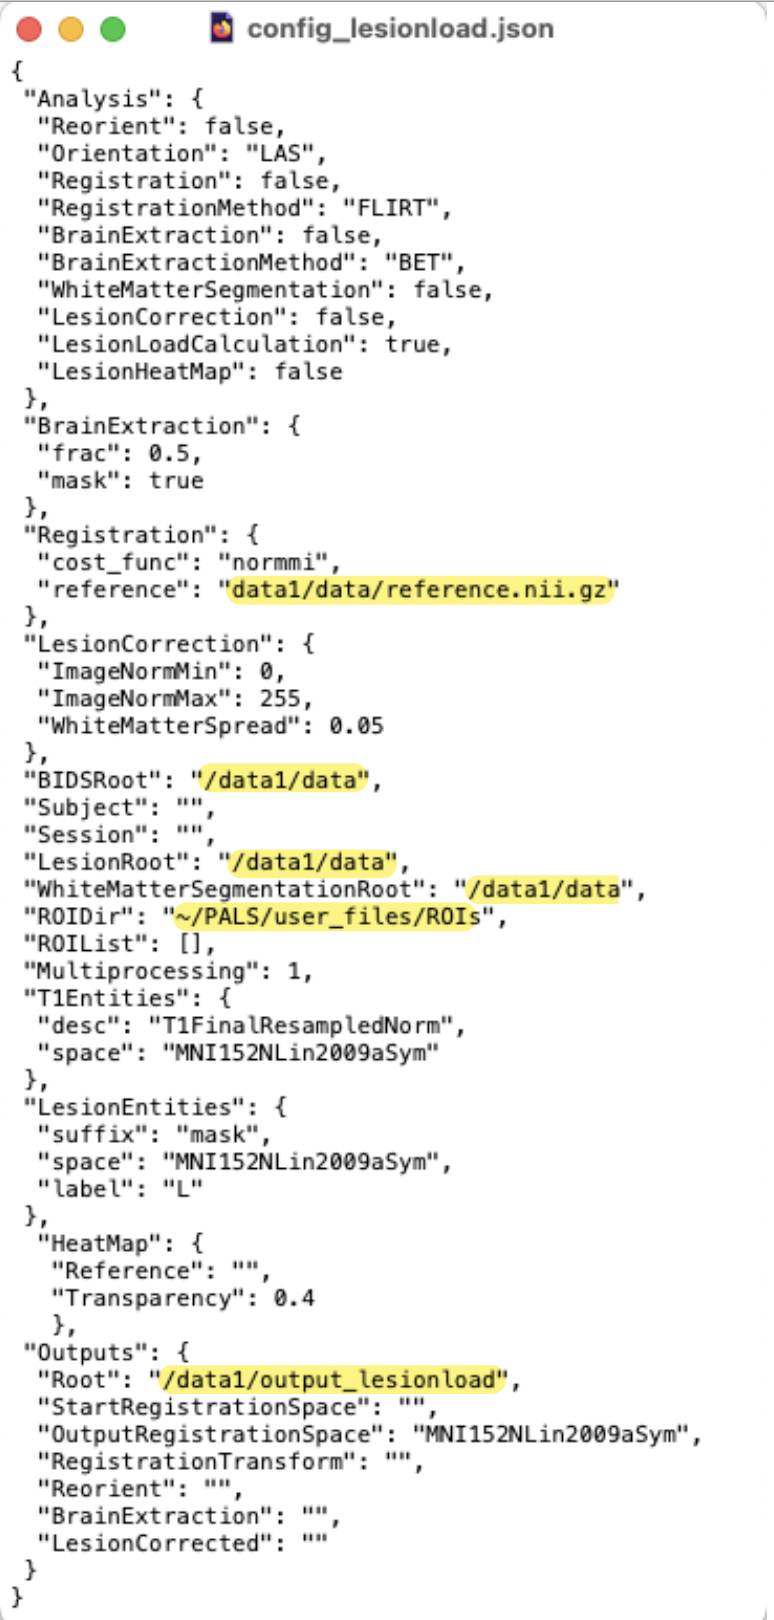 config_lesionload.json
{
"Analysis": {
"Reorient": false,
"Orientation": "LAS",
"Registration": false,
"RegistrationMethod": "FLIRT",
"BrainExtraction": false,
"BrainExtractionMethod": "BET",
"WhiteMatterSegmentation": false,
"LesionCorrection": false,
"LesionLoadCalculation": true,
"LesionHeatMap": false
},
"BrainExtraction": {
"frac": 0.5,
"mask": true
},
"Registration": {
"cost_func": "normmi",
"reference": "data1/data/reference.nii.gz"
},
"LesionCorrection": {
"ImageNormMin": 0,
"ImageNormMax": 255,
"WhiteMatterSpread": 0.05
},
"BIDSRoot": "/data1/data",
"Subject": "",
"Session": "",
"LesionRoot": "/data1/data",
"WhiteMatterSegmentationRoot": "/data1/data",
"ROIDir": "~/PALS/user_files/ROIs",
"ROIList": [],
"Multiprocessing": 1,
"T1Entities": {
"desc": "T1FinalResampledNorm",
"space": "MNI152NLin2009aSym"
},
"LesionEntities": {
"suffix": "mask",
"space": "MNI152NLin2009aSym",
"label": "L"
},
"HeatMap": {
"Reference": "",
"Transparency": 0.4
},
"Outputs": {
"Root": "/data1/output_lesionload",
"StartRegistrationSpace": "",
"OutputRegistrationSpace": "MNI152NLin2009aSym",
"RegistrationTransform": "",
"Reorient": "",
"BrainExtraction": "",
"LesionCorrected": ""
}
}